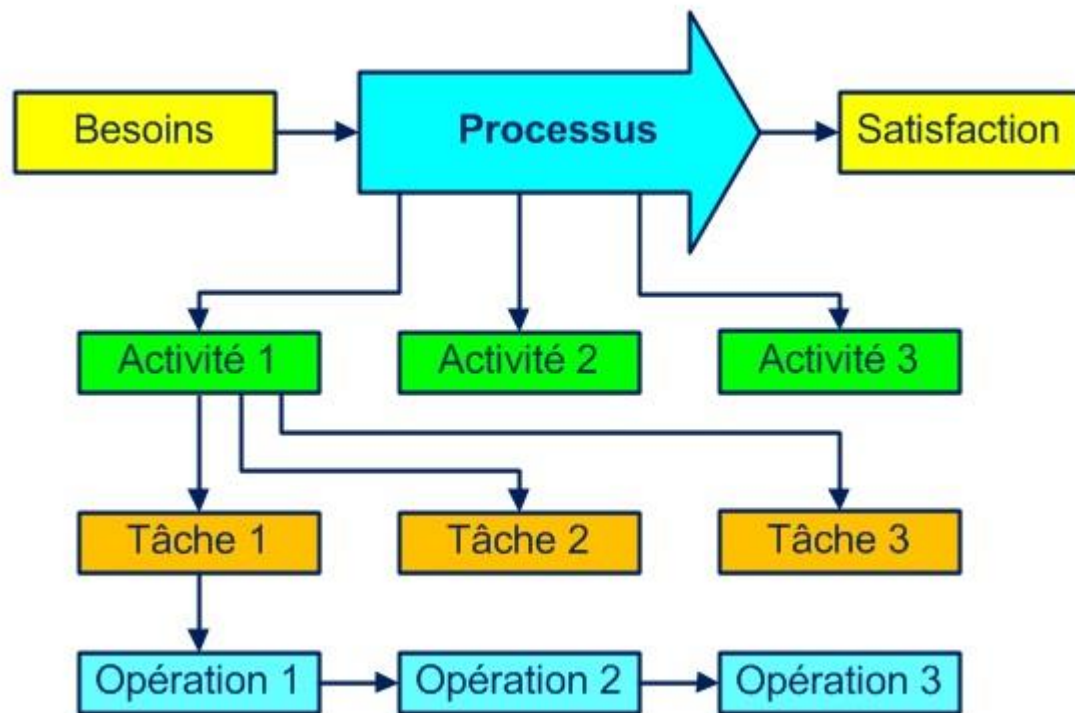 Besoins
Processus
Satisfaction
Activité 1
Activité 2
Activité 3
Tâche 1
Tâche 2
Tâche 3
Opération 1
Opération 2
Opération 3